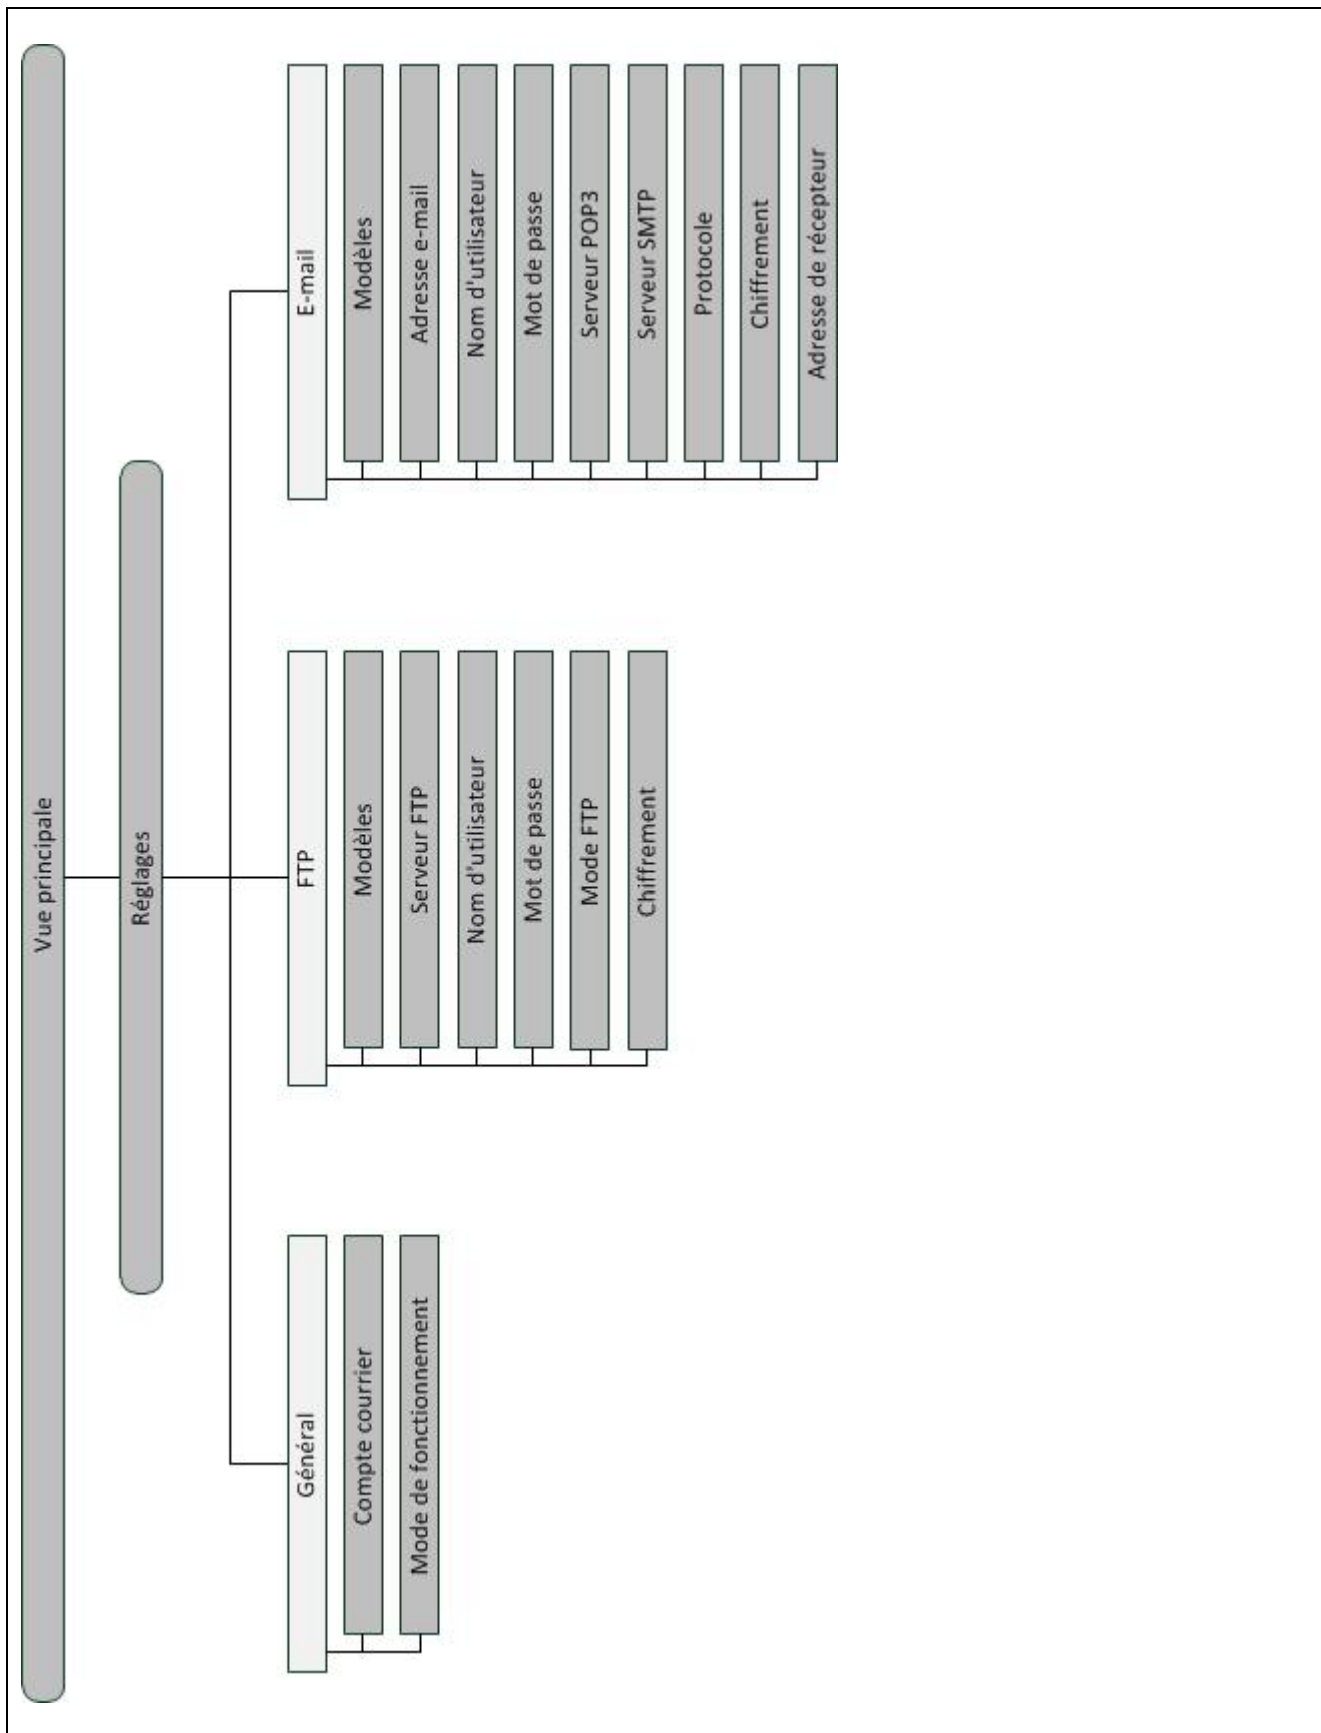 Vue principale
Réglages
Général
Compte courrier
Mode de fonctionnement
FTP
Modèles
Serveur FTP
Nom d'utilisateur
Mot de passe
Mode FTP
Chiffrement
E-mail
Modèles
Adresse e-mail
Nom d'utilisateur
Mot de passe
Serveur POP3
Serveur SMTP
Protocole
Chiffrement
Adresse de récepteur